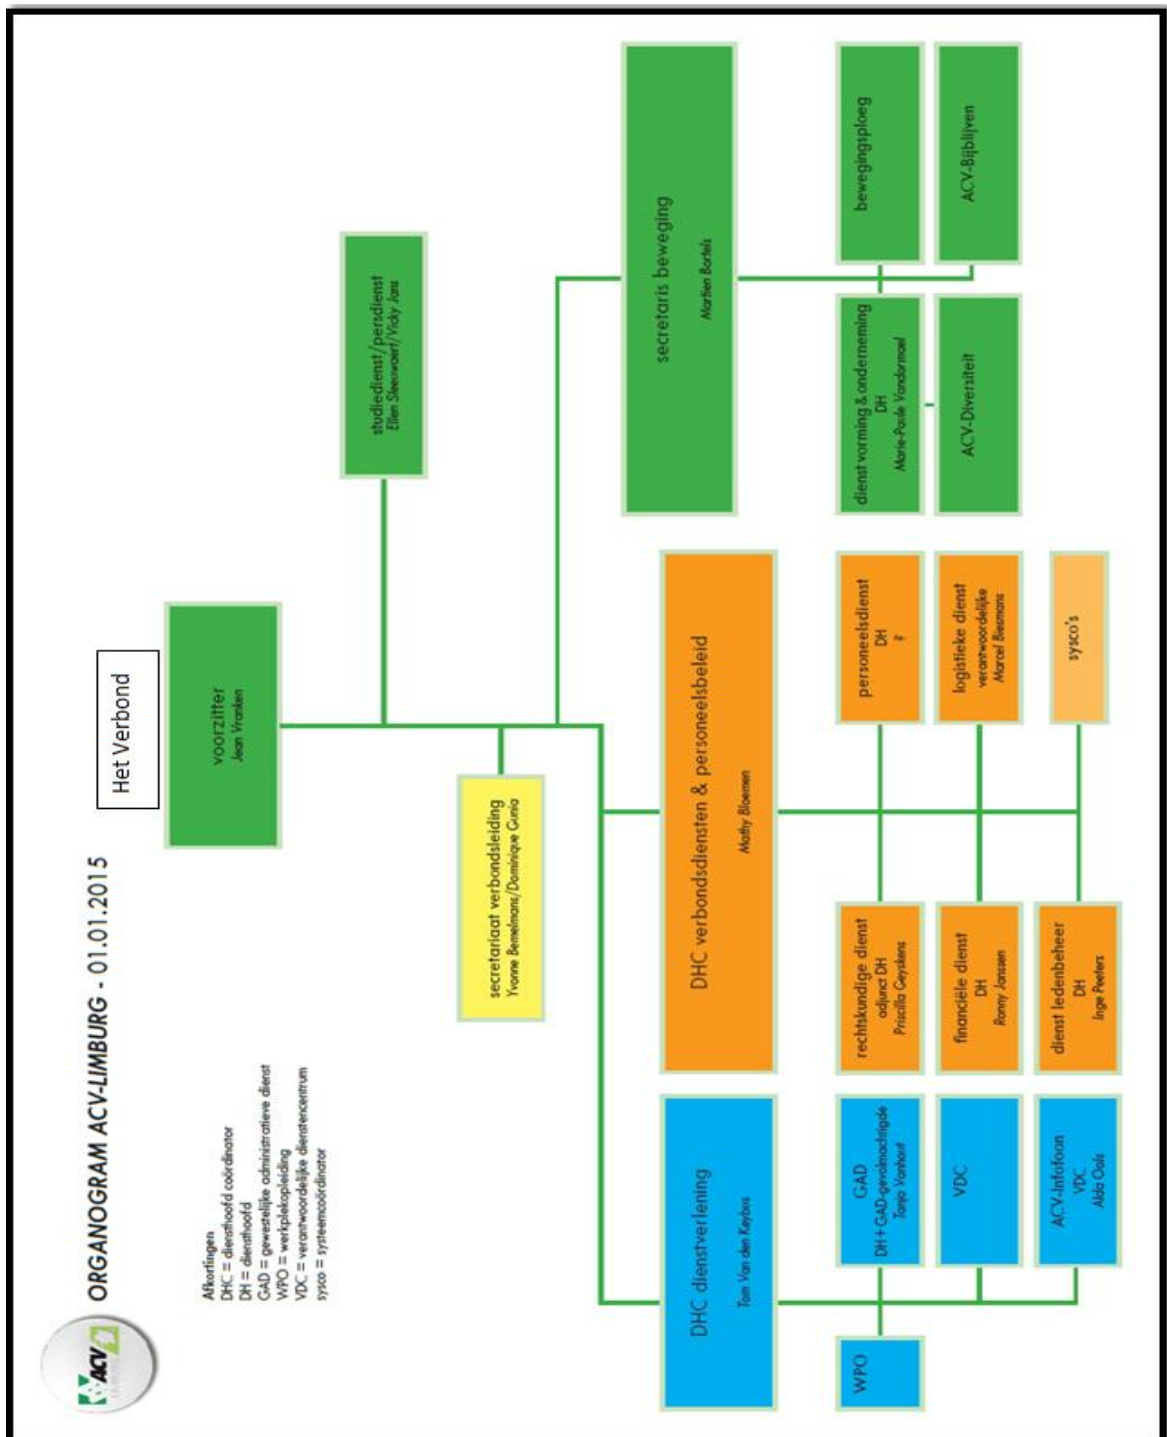 ACV
ORGANOGRAM ACV-LIMBURG - 01.01.2015
Het Verbond
Afkortingen
DHC = diensthoofd coördinator
DH = diensthoofd
GAD = gewestelijke administratieve dienst
WPO = werkplekopleiding
VDC = verantwoordelijke dienstencentrum
sysco = systeemcoördinator
voorzitter
Jean Vranken
studiedienst/persdienst
Ellen Sleenwaert/Vicky Jans
secretariaat verbondsleiding
Yvonne Bemelmans/Dominique Gunia
DHC dienstverlening
Tom Van den Keybus
DHC verbondsdiensten & personeelsbeleid
Mathy Bloemen
secretaris beweging
Martien Bortels
WPO
GAD
DH + GAD-gevolmachtigde
Tanja Vanhout
VDC
ACV-Infofoon
VDC
Alda Ools
rechtskundige dienst
adjunct DH
Priscilla Geyskens
personeelsdienst
DH
?
financiële dienst
DH
Ronny Janssen
logistieke dienst
verantwoordelijke
Marcel Biesmans
dienst ledenbeheer
DH
Inge Peeters
sysco's
dienst vorming & onderneming
DH
Marie-Paule Vandormael
bewegingsploeg
ACV-Diversiteit
ACV-Bijblijven